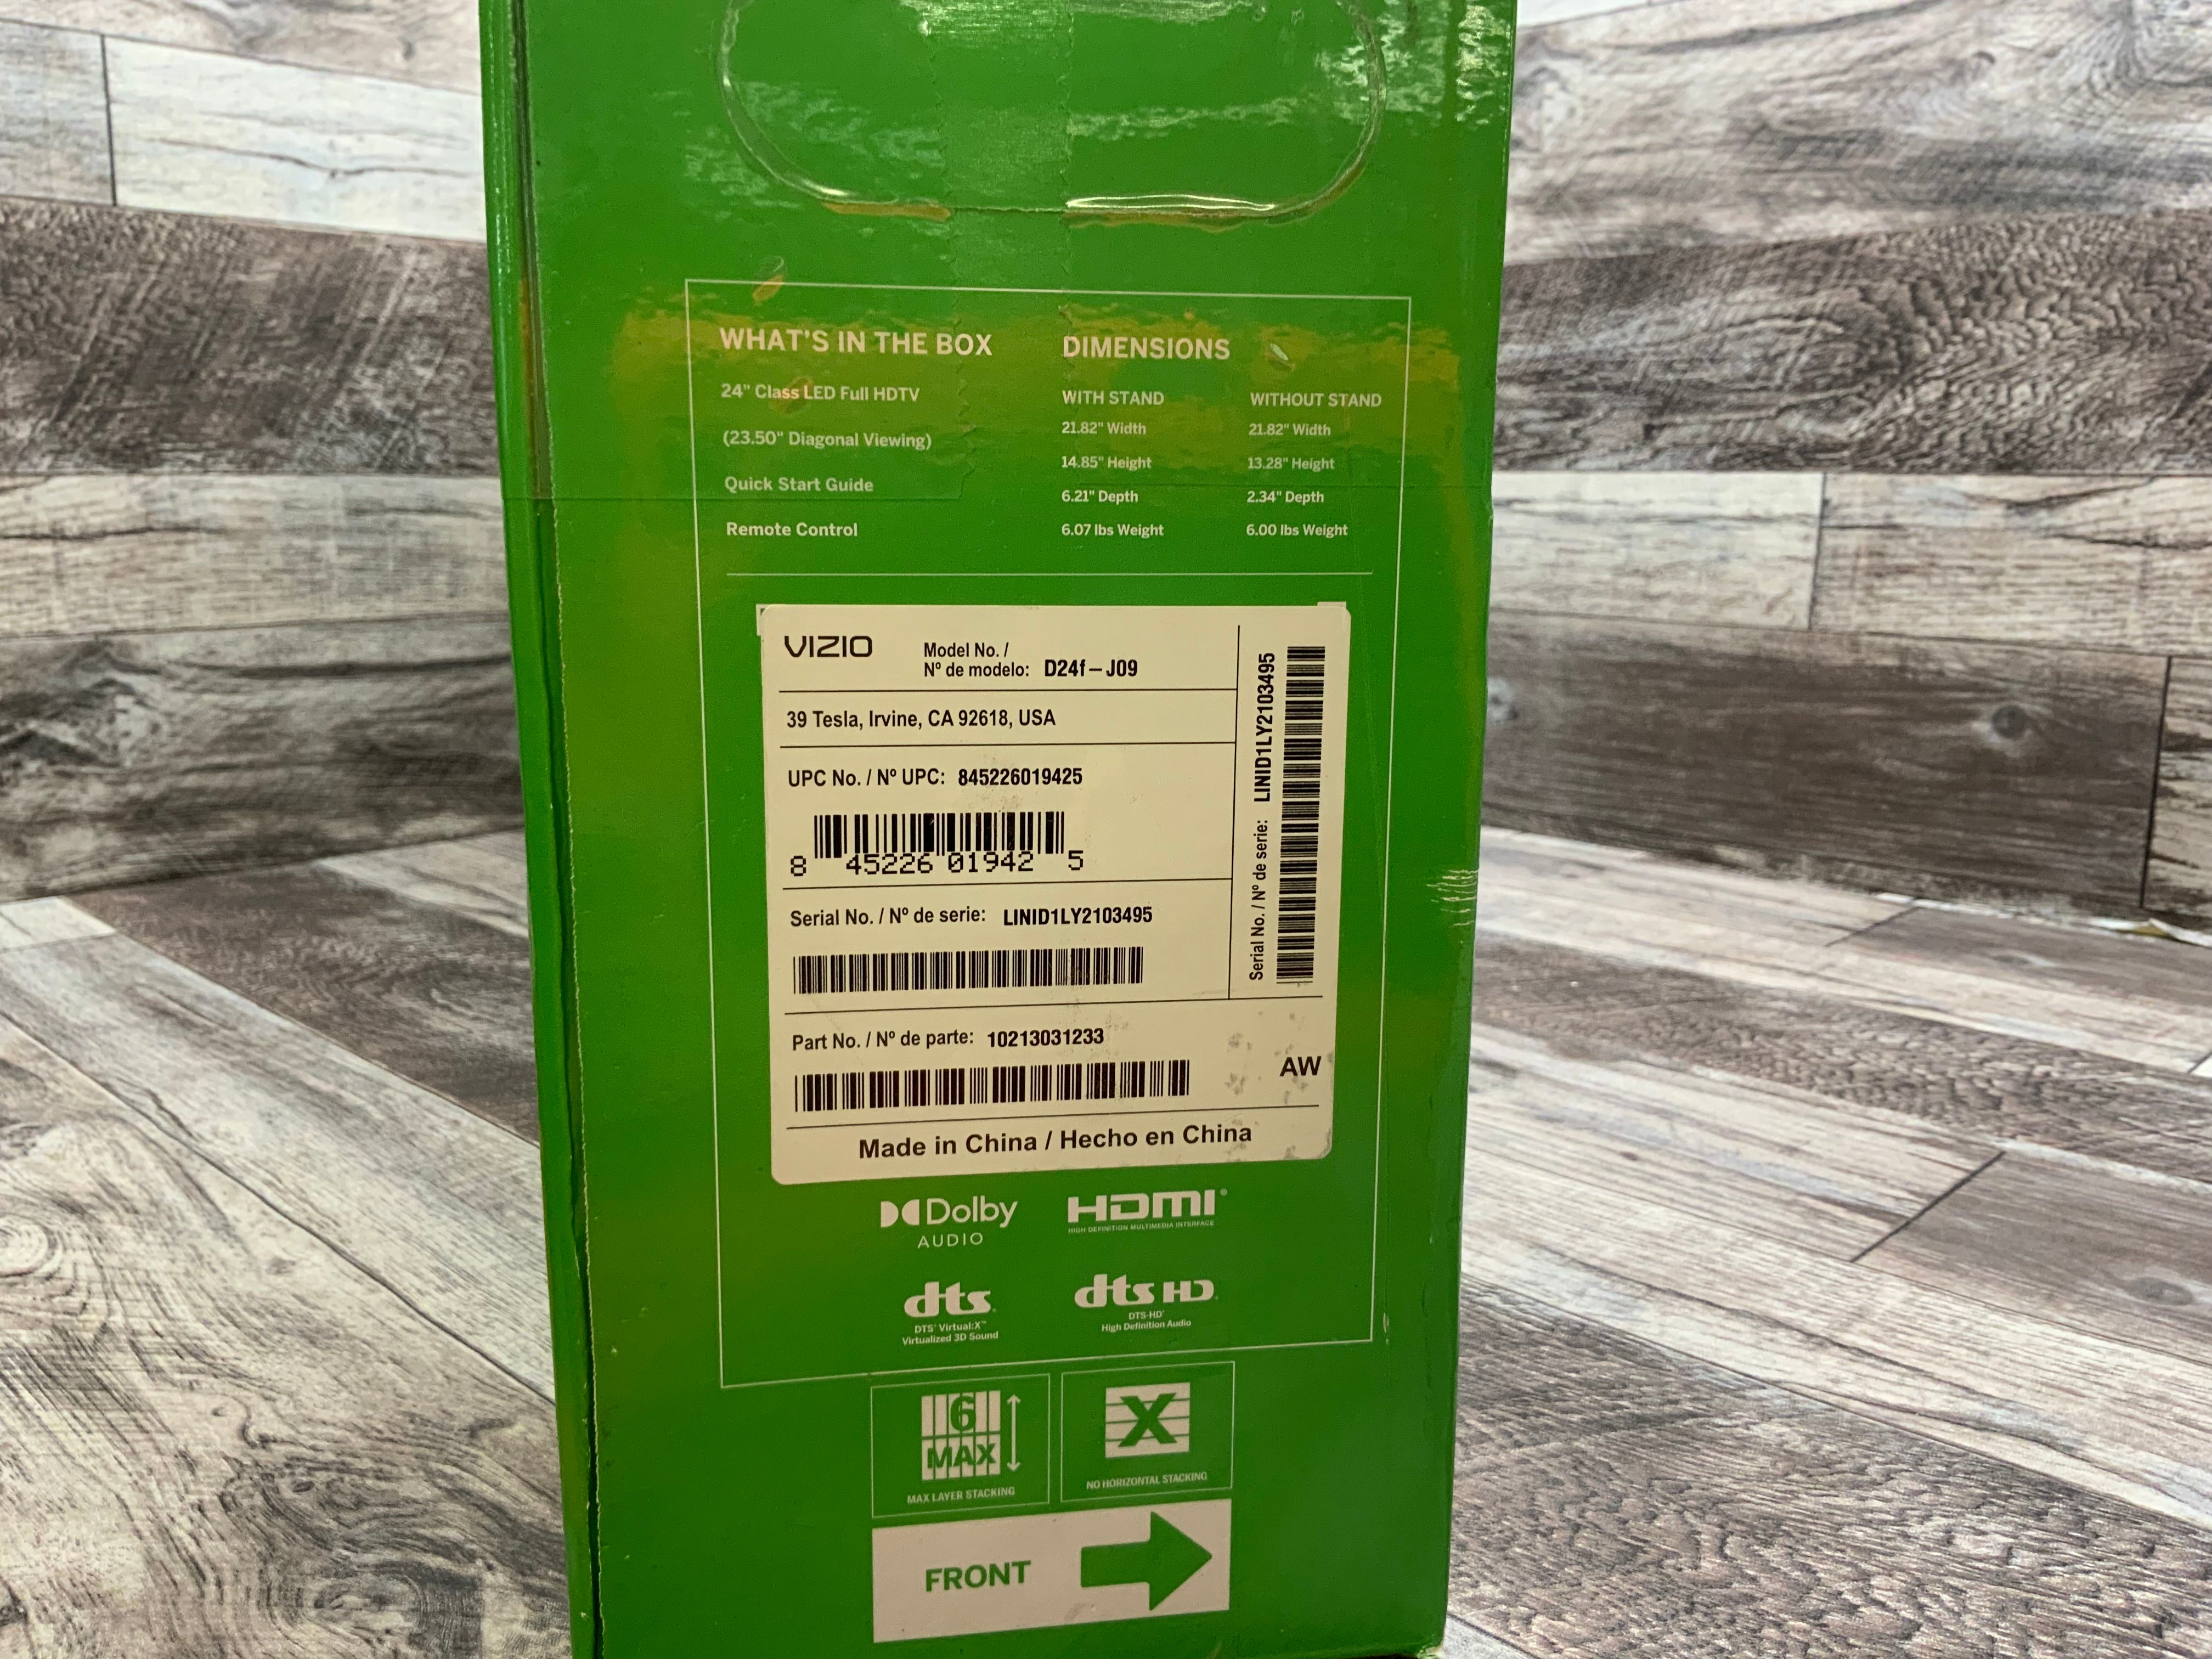 WHAT'S IN THE BOX
24" Class LED Full HDTV
(23.50" Diagonal Viewing)
Quick Start Guide
Remote Control
DIMENSIONS
WITH STAND
21.82" Width
14.85" Height
6.21" Depth
6.07 lbs Weight
WITHOUT STAND
21.82" Width
13.28" Height
2.34" Depth
6.00 lbs Weight
VIZIO
Model No. /
Nº de modelo: D24f-J09
39 Tesla, Irvine, CA 92618, USA
UPC No. / Nº UPC: 845226019425
8 45226 01942 5
Serial No. / Nº de serie: LINID1LY2103495
Serial No. / Nº de serie: LINID1LY2103495
Part No. / Nº de parte: 10213031233
AW
Made in China / Hecho en China
Dolby
AUDIO
HDMI®
HIGH DEFINITION MULTIMEDIA INTERFACE
dts
DTS® Virtual:X™
Virtualized 3D Sound
dts HD
DTS-HD®
High Definition Audio
6
MAX
MAX LAYER STACKING
X
NO HORIZONTAL STACKING
FRONT